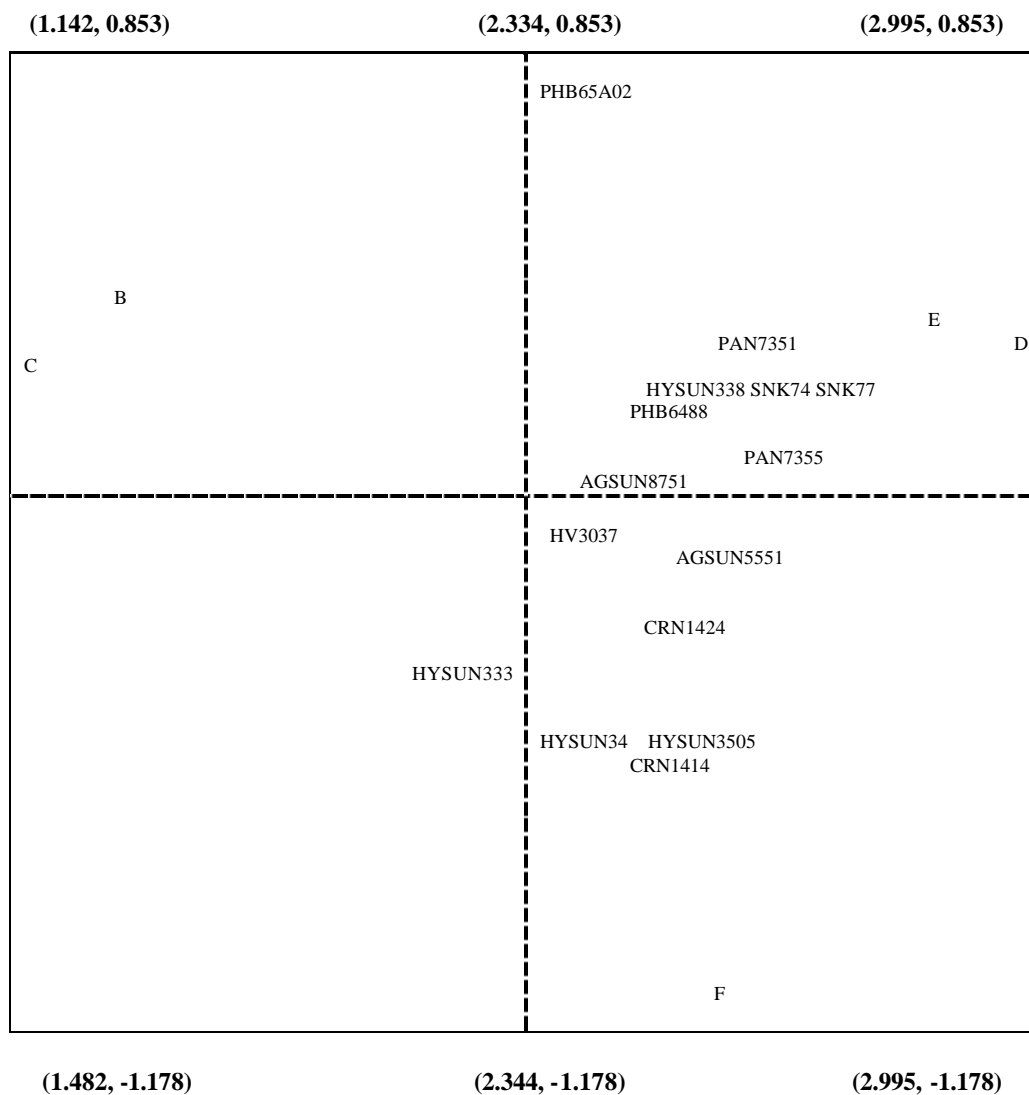 (1.142, 0.853) (2.334, 0.853) (2.995, 0.853)
PHB65A02
B
E
PAN7351 D
C
HYSUN338 SNK74 SNK77
PHB6488
PAN7355
AGSUN8751
HV3037
AGSUN5551
CRN1424
HYSUN333
HYSUN34 HYSUN3505
CRN1414
F
(1.482, -1.178) (2.344, -1.178) (2.995, -1.178)